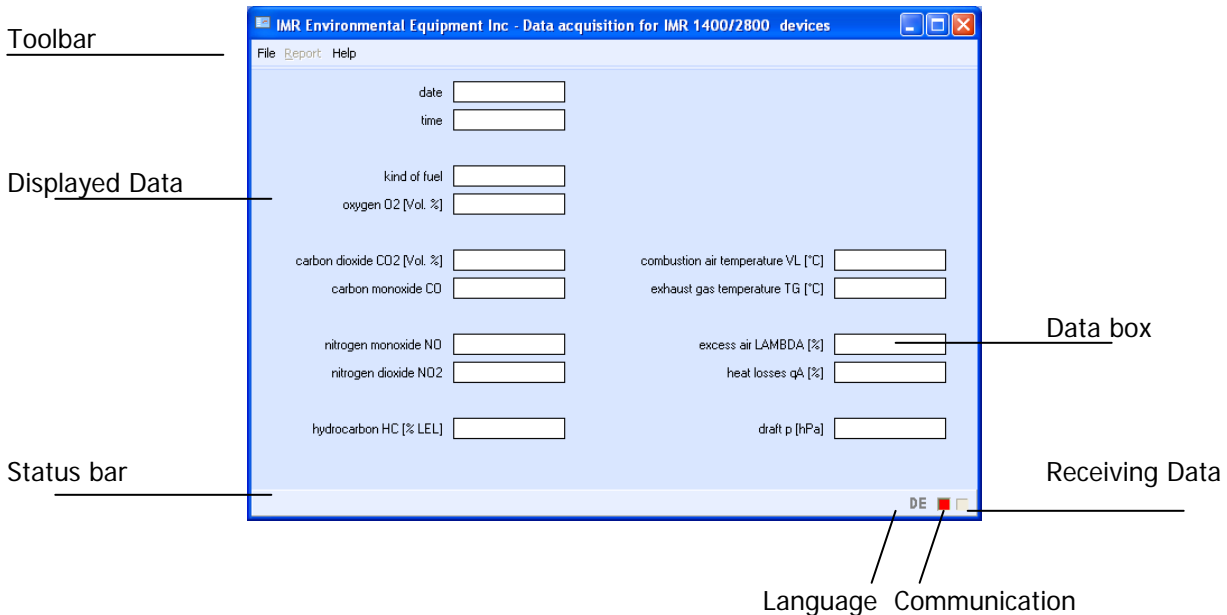 IMR Environmental Equipment Inc - Data acquisition for IMR 1400/2800 devices
Toolbar
File Report Help
date
time
Displayed Data
kind of fuel
oxygen O2 [Vol. %]
carbon dioxide CO2 [Vol. %]
combustion air temperature VL [°C]
carbon monoxide CO
exhaust gas temperature TG [°C]
Data box
nitrogen monoxide NO
excess air LAMBDA [%]
nitrogen dioxide NO2
heat losses qA [%]
hydrocarbon HC [% LEL]
draft p [hPa]
Status bar
Receiving Data
DE
Language Communication